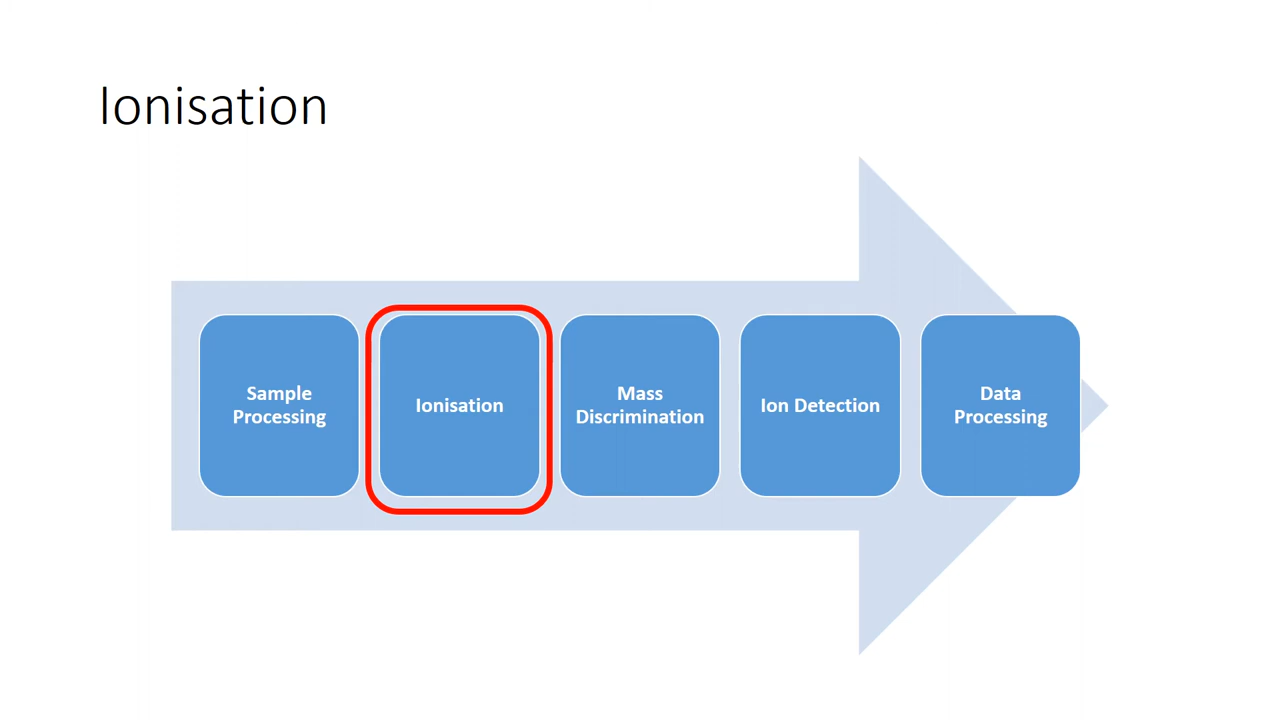 Ionisation
Sample
Processing
Ionisation
Mass
Discrimination
Ion Detection
Data
Processing